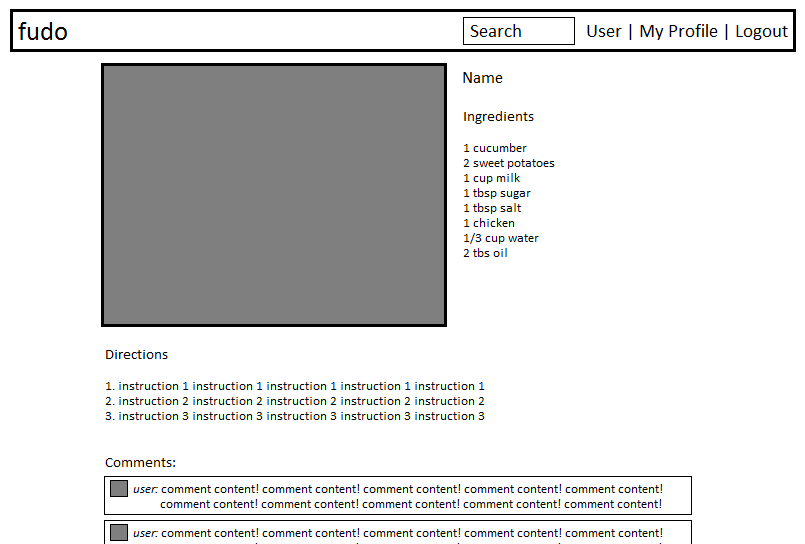 fudo
Search
User | My Profile | Logout
Name
Ingredients
1 cucumber
2 sweet potatoes
1 cup milk
1 tbsp sugar
1 tbsp salt
1 chicken
1/3 cup water
2 tbs oil
Directions
1. instruction 1 instruction 1 instruction 1 instruction 1 instruction 1
2. instruction 2 instruction 2 instruction 2 instruction 2 instruction 2
3. instruction 3 instruction 3 instruction 3 instruction 3 instruction 3
Comments:
user: comment content! comment content! comment content! comment content! comment content!
comment content! comment content! comment content! comment content! comment content!
user: comment content! comment content! comment content! comment content! comment content!